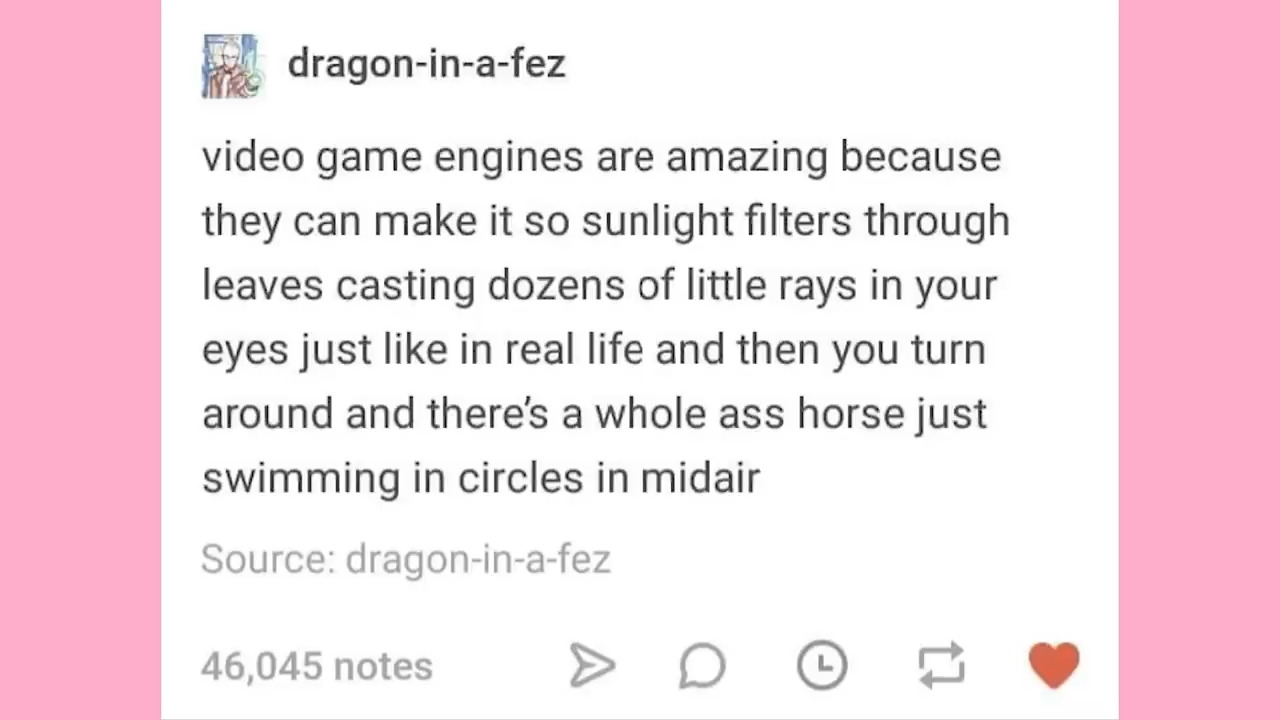 dragon-in-a-fez
video game engines are amazing because
they can make it so sunlight filters through
leaves casting dozens of little rays in your
eyes just like in real life and then you turn
around and there’s a whole ass horse just
swimming in circles in midair
Source: dragon-in-a-fez
46,045 notes